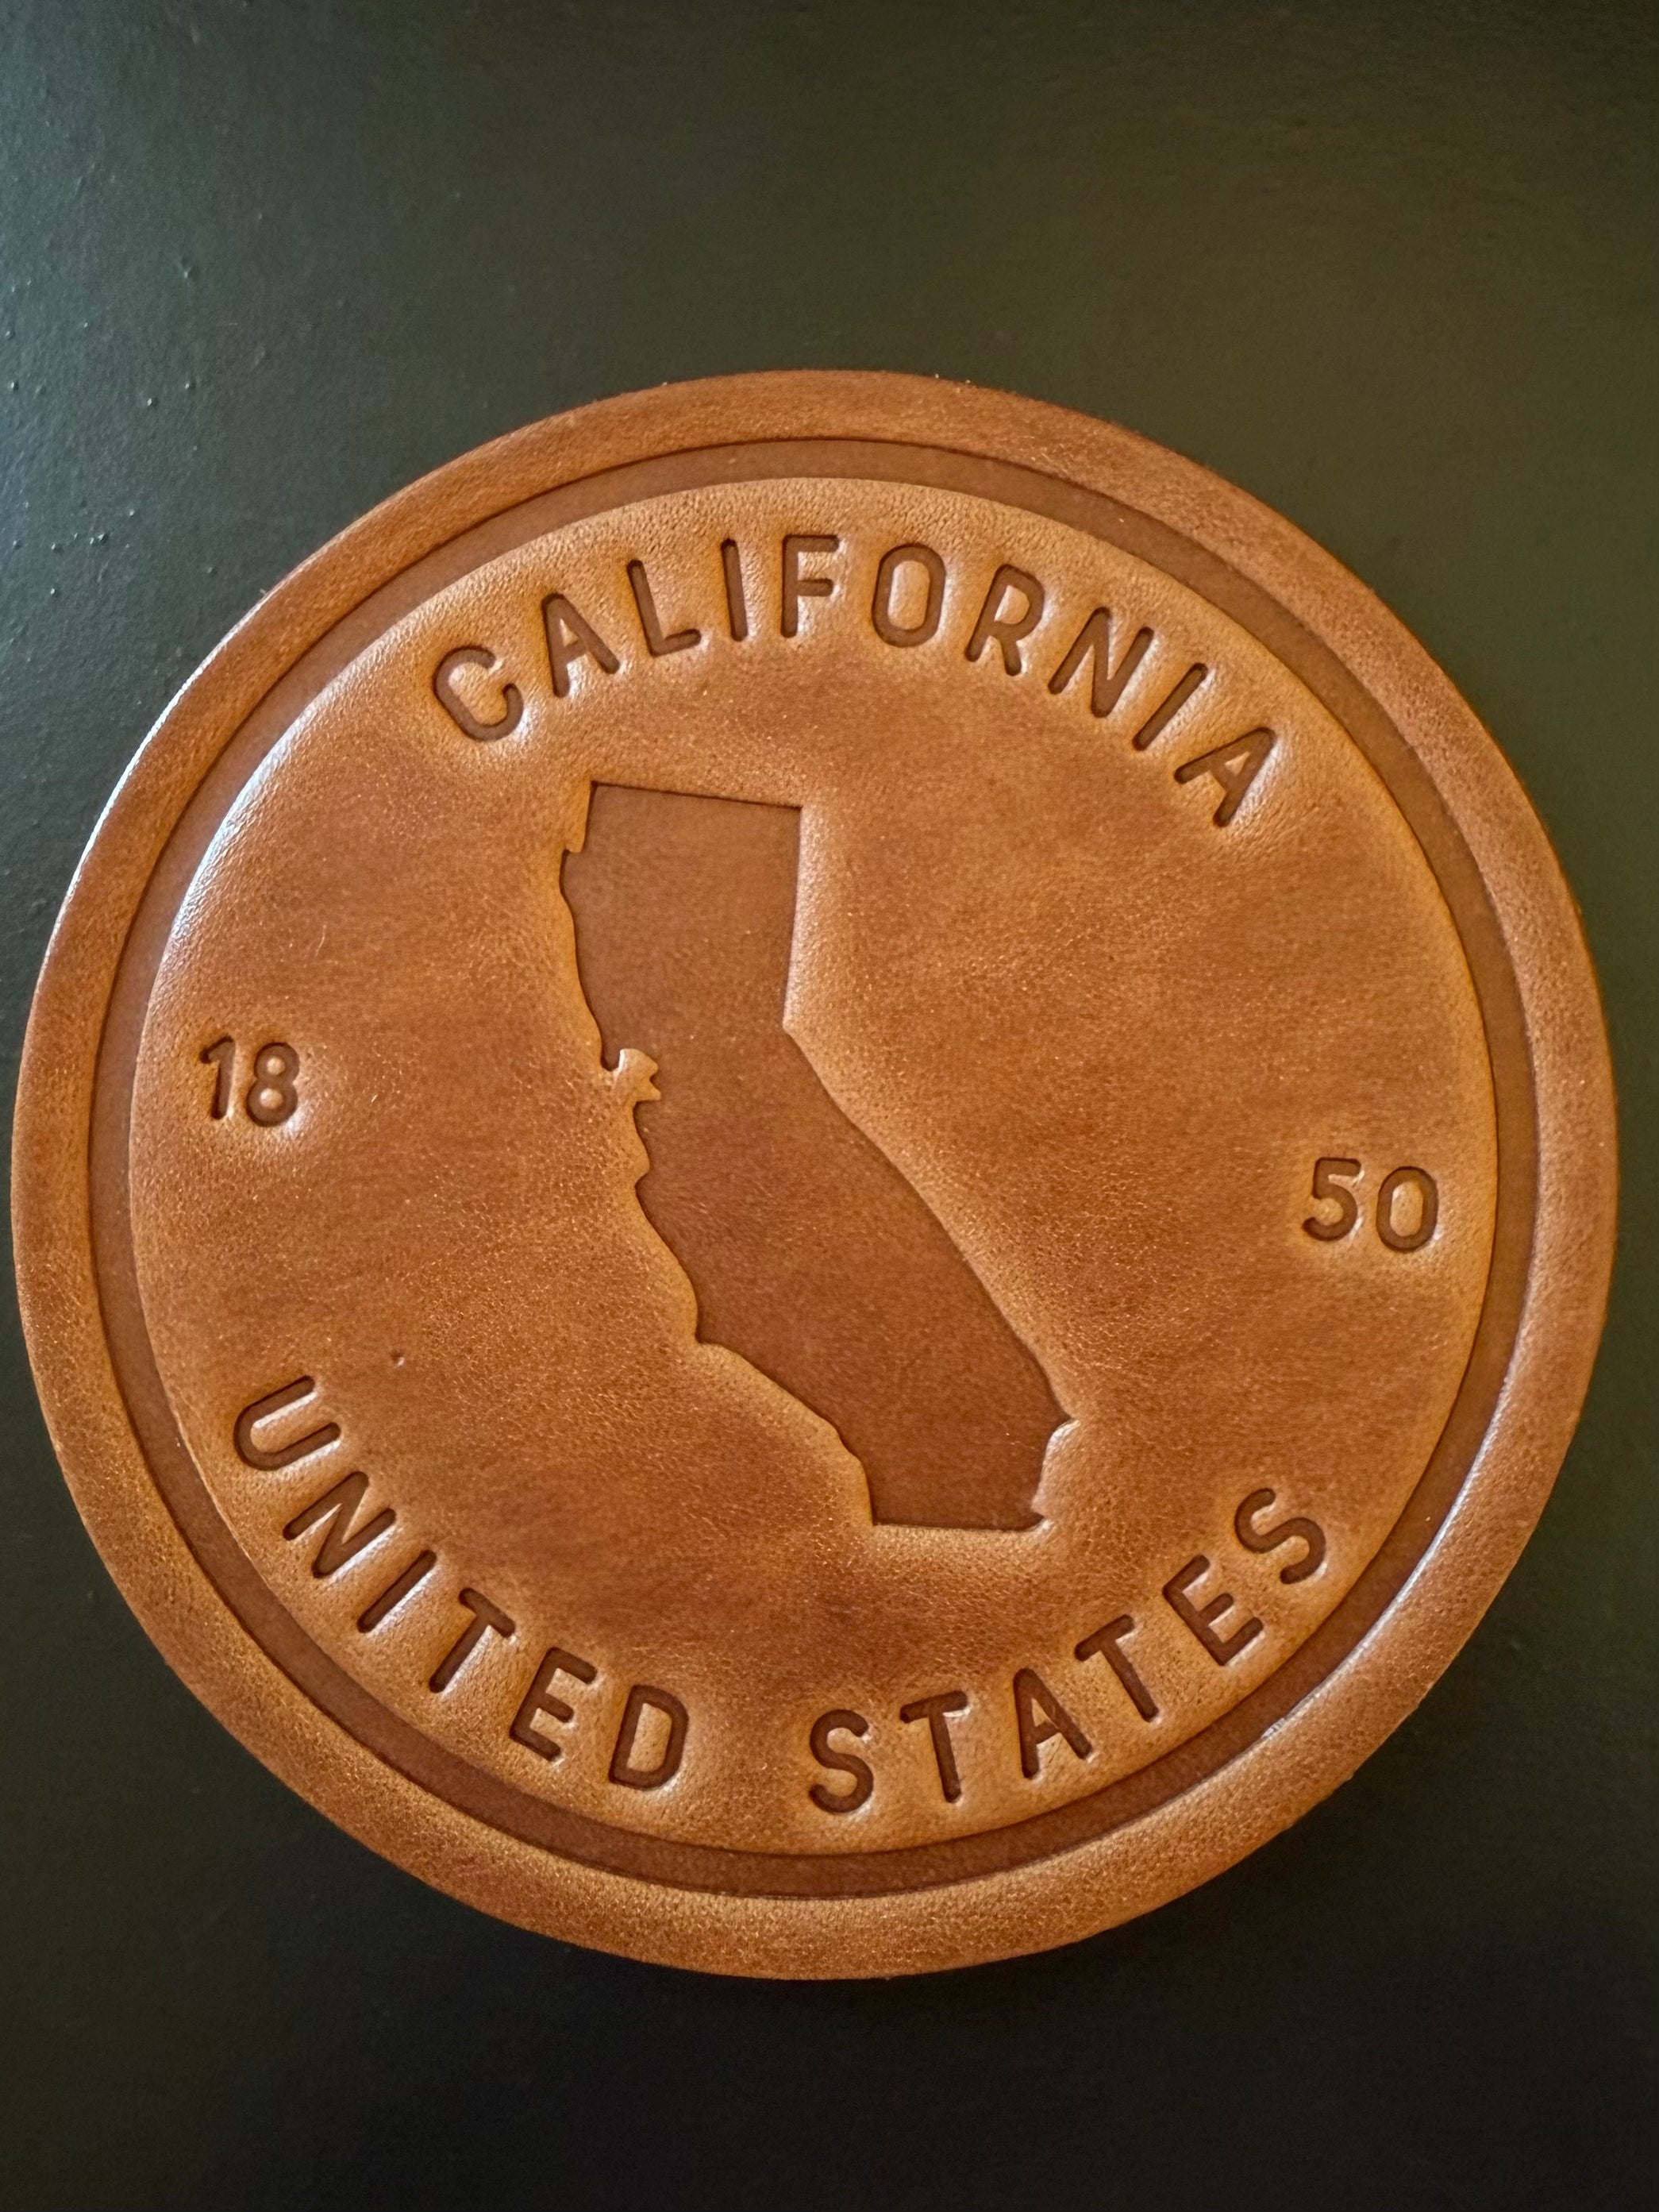 CALIFORNIA
18
50
UNITED STATES